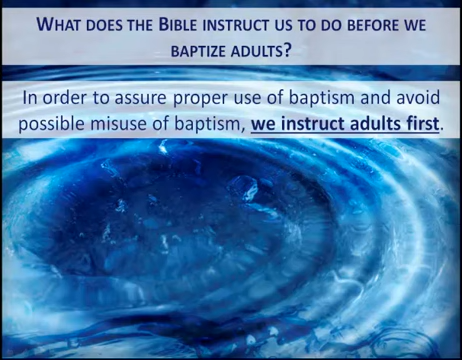 WHAT DOES THE BIBLE INSTRUCT US TO DO BEFORE WE
BAPTIZE ADULTS?
In order to assure proper use of baptism and avoid
possible misuse of baptism, we instruct adults first.